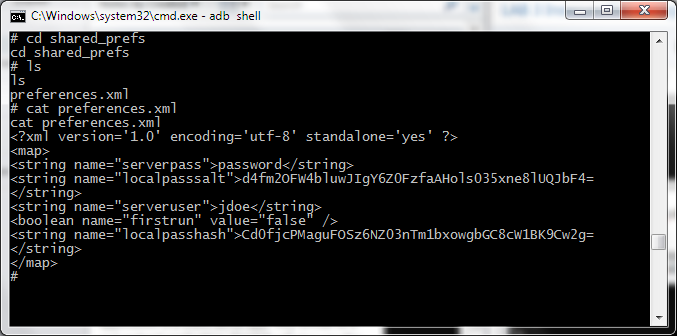 C:\Windows\system32\cmd.exe - adb shell
# cd shared_prefs
cd shared_prefs
# ls
ls
preferences.xml
# cat preferences.xml
cat preferences.xml
<?xml version='1.0' encoding='utf-8' standalone='yes' ?>
<map>
<string name="serverpass">password</string>
<string name="localpasssalt">d4fm2OFW4bluwJIgY6Z0FzfaAHols035xne8lUQJbF4=
</string>
<string name="serveruser">jdoe</string>
<boolean name="firstrun" value="false" />
<string name="localpasshash">Cd0fjcPMaguFOSz6NZ03nTm1bxowgbGC8cW1BK9Cw2g=
</string>
</map>
#